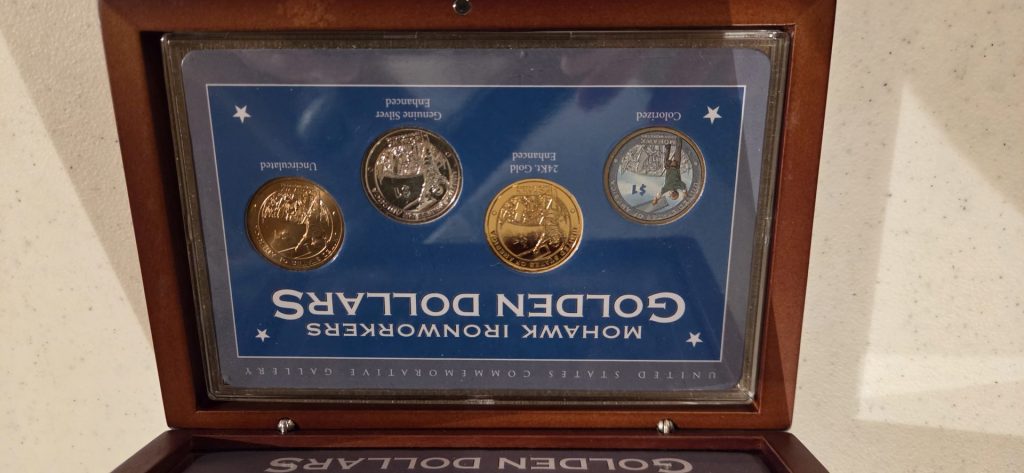 UNITED STATES COMMEMORATIVE GALLERY
MOHAWK IRONWORKERS
GOLDEN DOLLARS
Colorized
24Kt. Gold
Enhanced
Genuine Silver
Enhanced
Uncirculated
$1
MOHAWK
GOLDEN DOLLARS